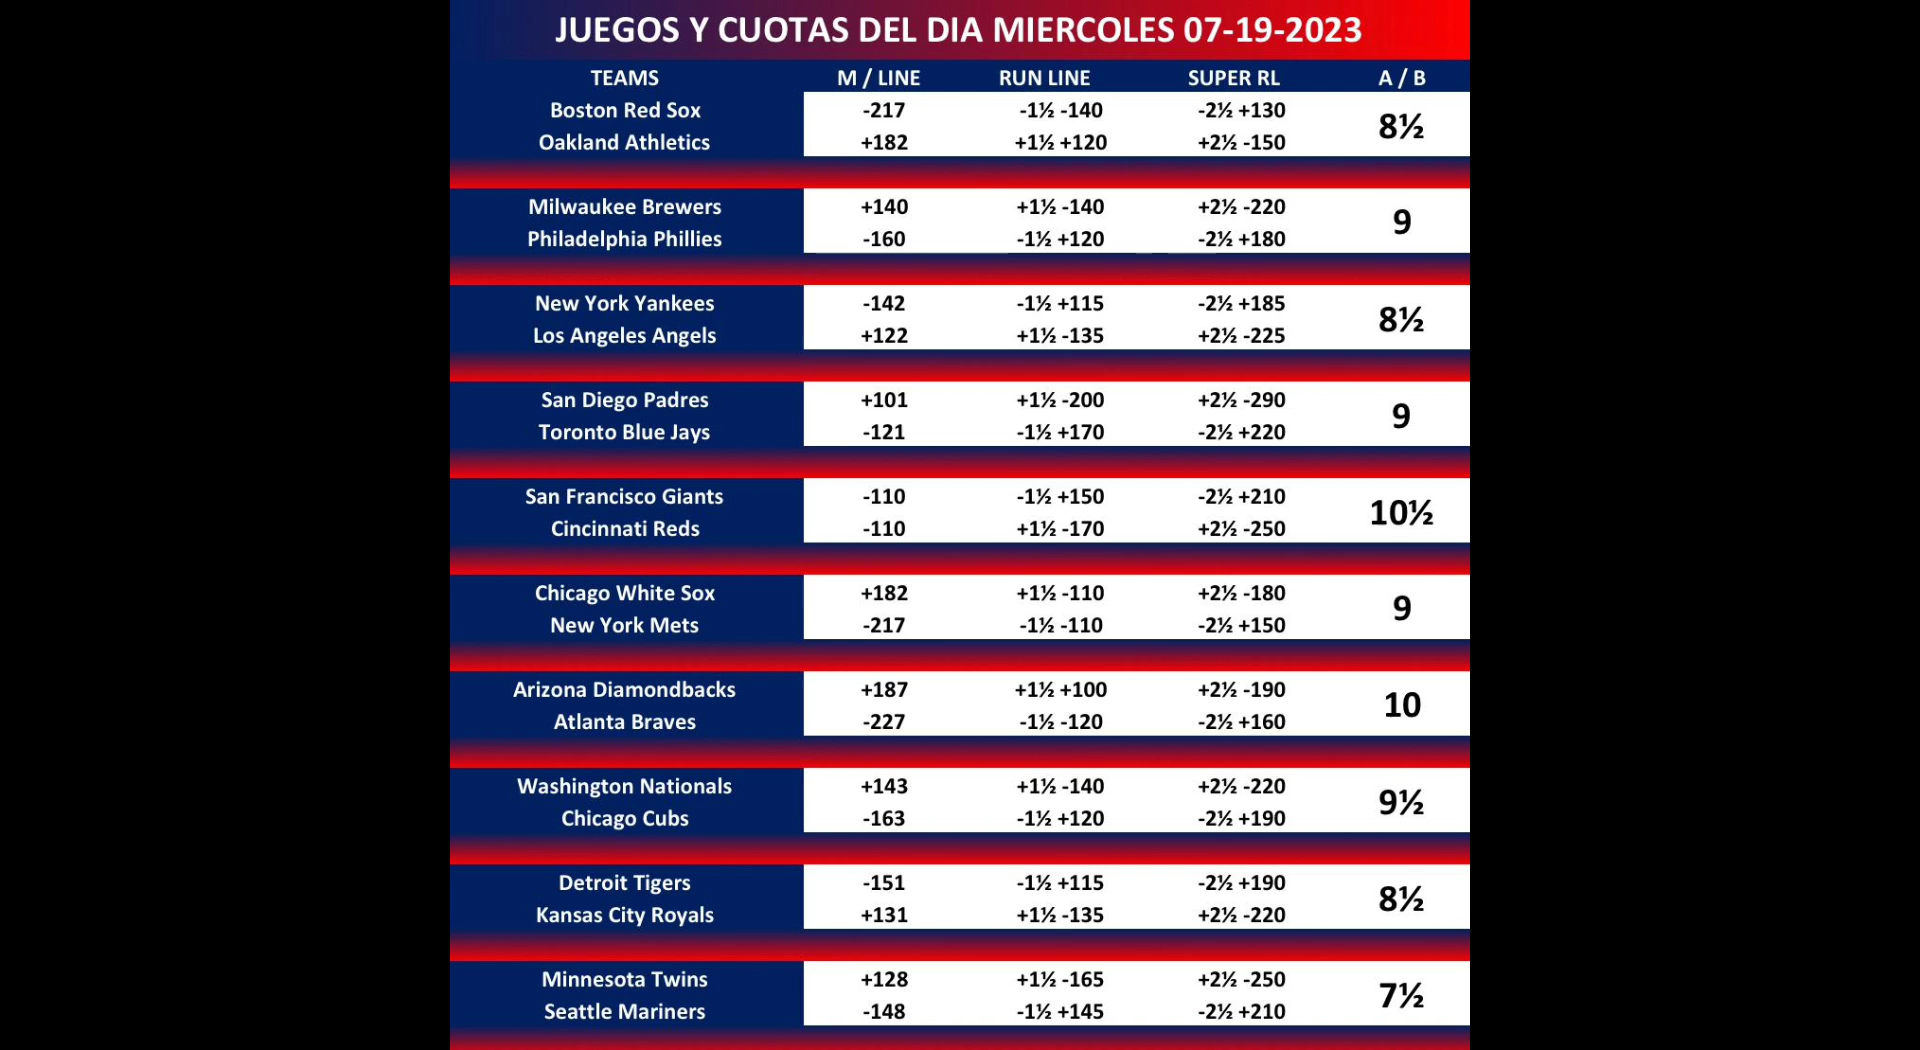 JUEGOS Y CUOTAS DEL DIA MIERCOLES 07-19-2023
TEAMS M / LINE RUN LINE SUPER RL A / B
Boston Red Sox -217 -1½ -140 -2½ +130 8½
Oakland Athletics +182 +1½ +120 +2½ -150
Milwaukee Brewers +140 +1½ -140 +2½ -220 9
Philadelphia Phillies -160 -1½ +120 -2½ +180
New York Yankees -142 -1½ +115 -2½ +185 8½
Los Angeles Angels +122 +1½ -135 +2½ -225
San Diego Padres +101 +1½ -200 +2½ -290 9
Toronto Blue Jays -121 -1½ +170 -2½ +220
San Francisco Giants -110 -1½ +150 -2½ +210 10½
Cincinnati Reds -110 +1½ -170 +2½ -250
Chicago White Sox +182 +1½ -110 +2½ -180 9
New York Mets -217 -1½ -110 -2½ +150
Arizona Diamondbacks +187 +1½ +100 +2½ -190 10
Atlanta Braves -227 -1½ -120 -2½ +160
Washington Nationals +143 +1½ -140 +2½ -220 9½
Chicago Cubs -163 -1½ +120 -2½ +190
Detroit Tigers -151 -1½ +115 -2½ +190 8½
Kansas City Royals +131 +1½ -135 +2½ -220
Minnesota Twins +128 +1½ -165 +2½ -250 7½
Seattle Mariners -148 -1½ +145 -2½ +210